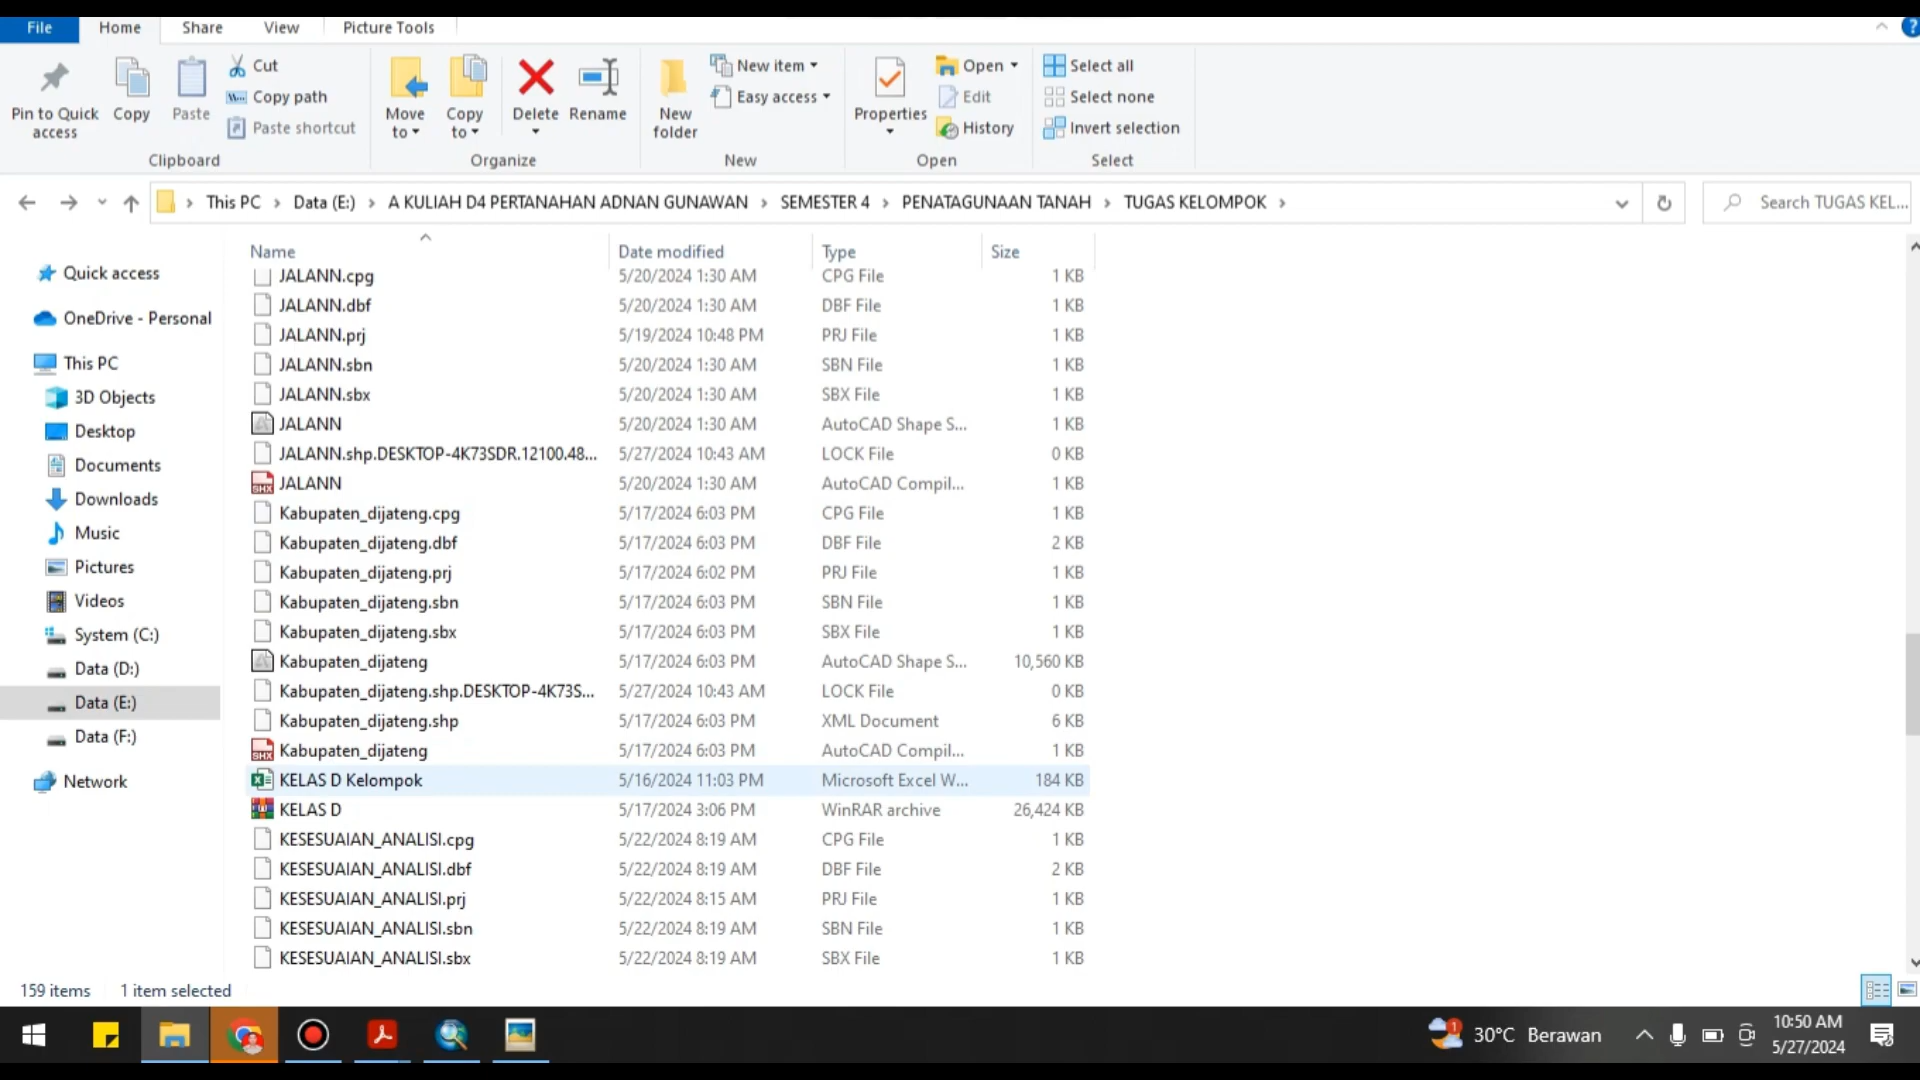 File Home Share View Picture Tools
Pin to Quick access
Copy
Paste
Cut
Copy path
Paste shortcut
Clipboard
Move to
Copy to
Delete
Rename
Organize
New folder
New item
Easy access
New
Properties
Open
Edit
History
Open
Select all
Select none
Invert selection
Select
This PC Data (E:) A KULIAH D4 PERTANAHAN ADNAN GUNAWAN SEMESTER 4 PENATAGUNAAN TANAH TUGAS KELOMPOK
Search TUGAS KEL...
Quick access
OneDrive - Personal
This PC
3D Objects
Desktop
Documents
Downloads
Music
Pictures
Videos
System (C:)
Data (D:)
Data (E:)
Data (F:)
Network
Name Date modified Type Size
JALANN.cpg 5/20/2024 1:30 AM CPG File 1 KB
JALANN.dbf 5/20/2024 1:30 AM DBF File 1 KB
JALANN.prj 5/19/2024 10:48 PM PRJ File 1 KB
JALANN.sbn 5/20/2024 1:30 AM SBN File 1 KB
JALANN.sbx 5/20/2024 1:30 AM SBX File 1 KB
JALANN 5/20/2024 1:30 AM AutoCAD Shape S... 1 KB
JALANN.shp.DESKTOP-4K73SDR.12100.48... 5/27/2024 10:43 AM LOCK File 0 KB
SHX JALANN 5/20/2024 1:30 AM AutoCAD Compil... 1 KB
Kabupaten_dijateng.cpg 5/17/2024 6:03 PM CPG File 1 KB
Kabupaten_dijateng.dbf 5/17/2024 6:03 PM DBF File 2 KB
Kabupaten_dijateng.prj 5/17/2024 6:02 PM PRJ File 1 KB
Kabupaten_dijateng.sbn 5/17/2024 6:03 PM SBN File 1 KB
Kabupaten_dijateng.sbx 5/17/2024 6:03 PM SBX File 1 KB
Kabupaten_dijateng 5/17/2024 6:03 PM AutoCAD Shape S... 10,560 KB
Kabupaten_dijateng.shp.DESKTOP-4K73S... 5/27/2024 10:43 AM LOCK File 0 KB
Kabupaten_dijateng.shp 5/17/2024 6:03 PM XML Document 6 KB
SHX Kabupaten_dijateng 5/17/2024 6:03 PM AutoCAD Compil... 1 KB
KELAS D Kelompok 5/16/2024 11:03 PM Microsoft Excel W... 184 KB
KELAS D 5/17/2024 3:06 PM WinRAR archive 26,424 KB
KESESUAIAN_ANALISI.cpg 5/22/2024 8:19 AM CPG File 1 KB
KESESUAIAN_ANALISI.dbf 5/22/2024 8:19 AM DBF File 2 KB
KESESUAIAN_ANALISI.prj 5/22/2024 8:15 AM PRJ File 1 KB
KESESUAIAN_ANALISI.sbn 5/22/2024 8:19 AM SBN File 1 KB
KESESUAIAN_ANALISI.sbx 5/22/2024 8:19 AM SBX File 1 KB
159 items 1 item selected
1 30°C Berawan
10:50 AM
5/27/2024